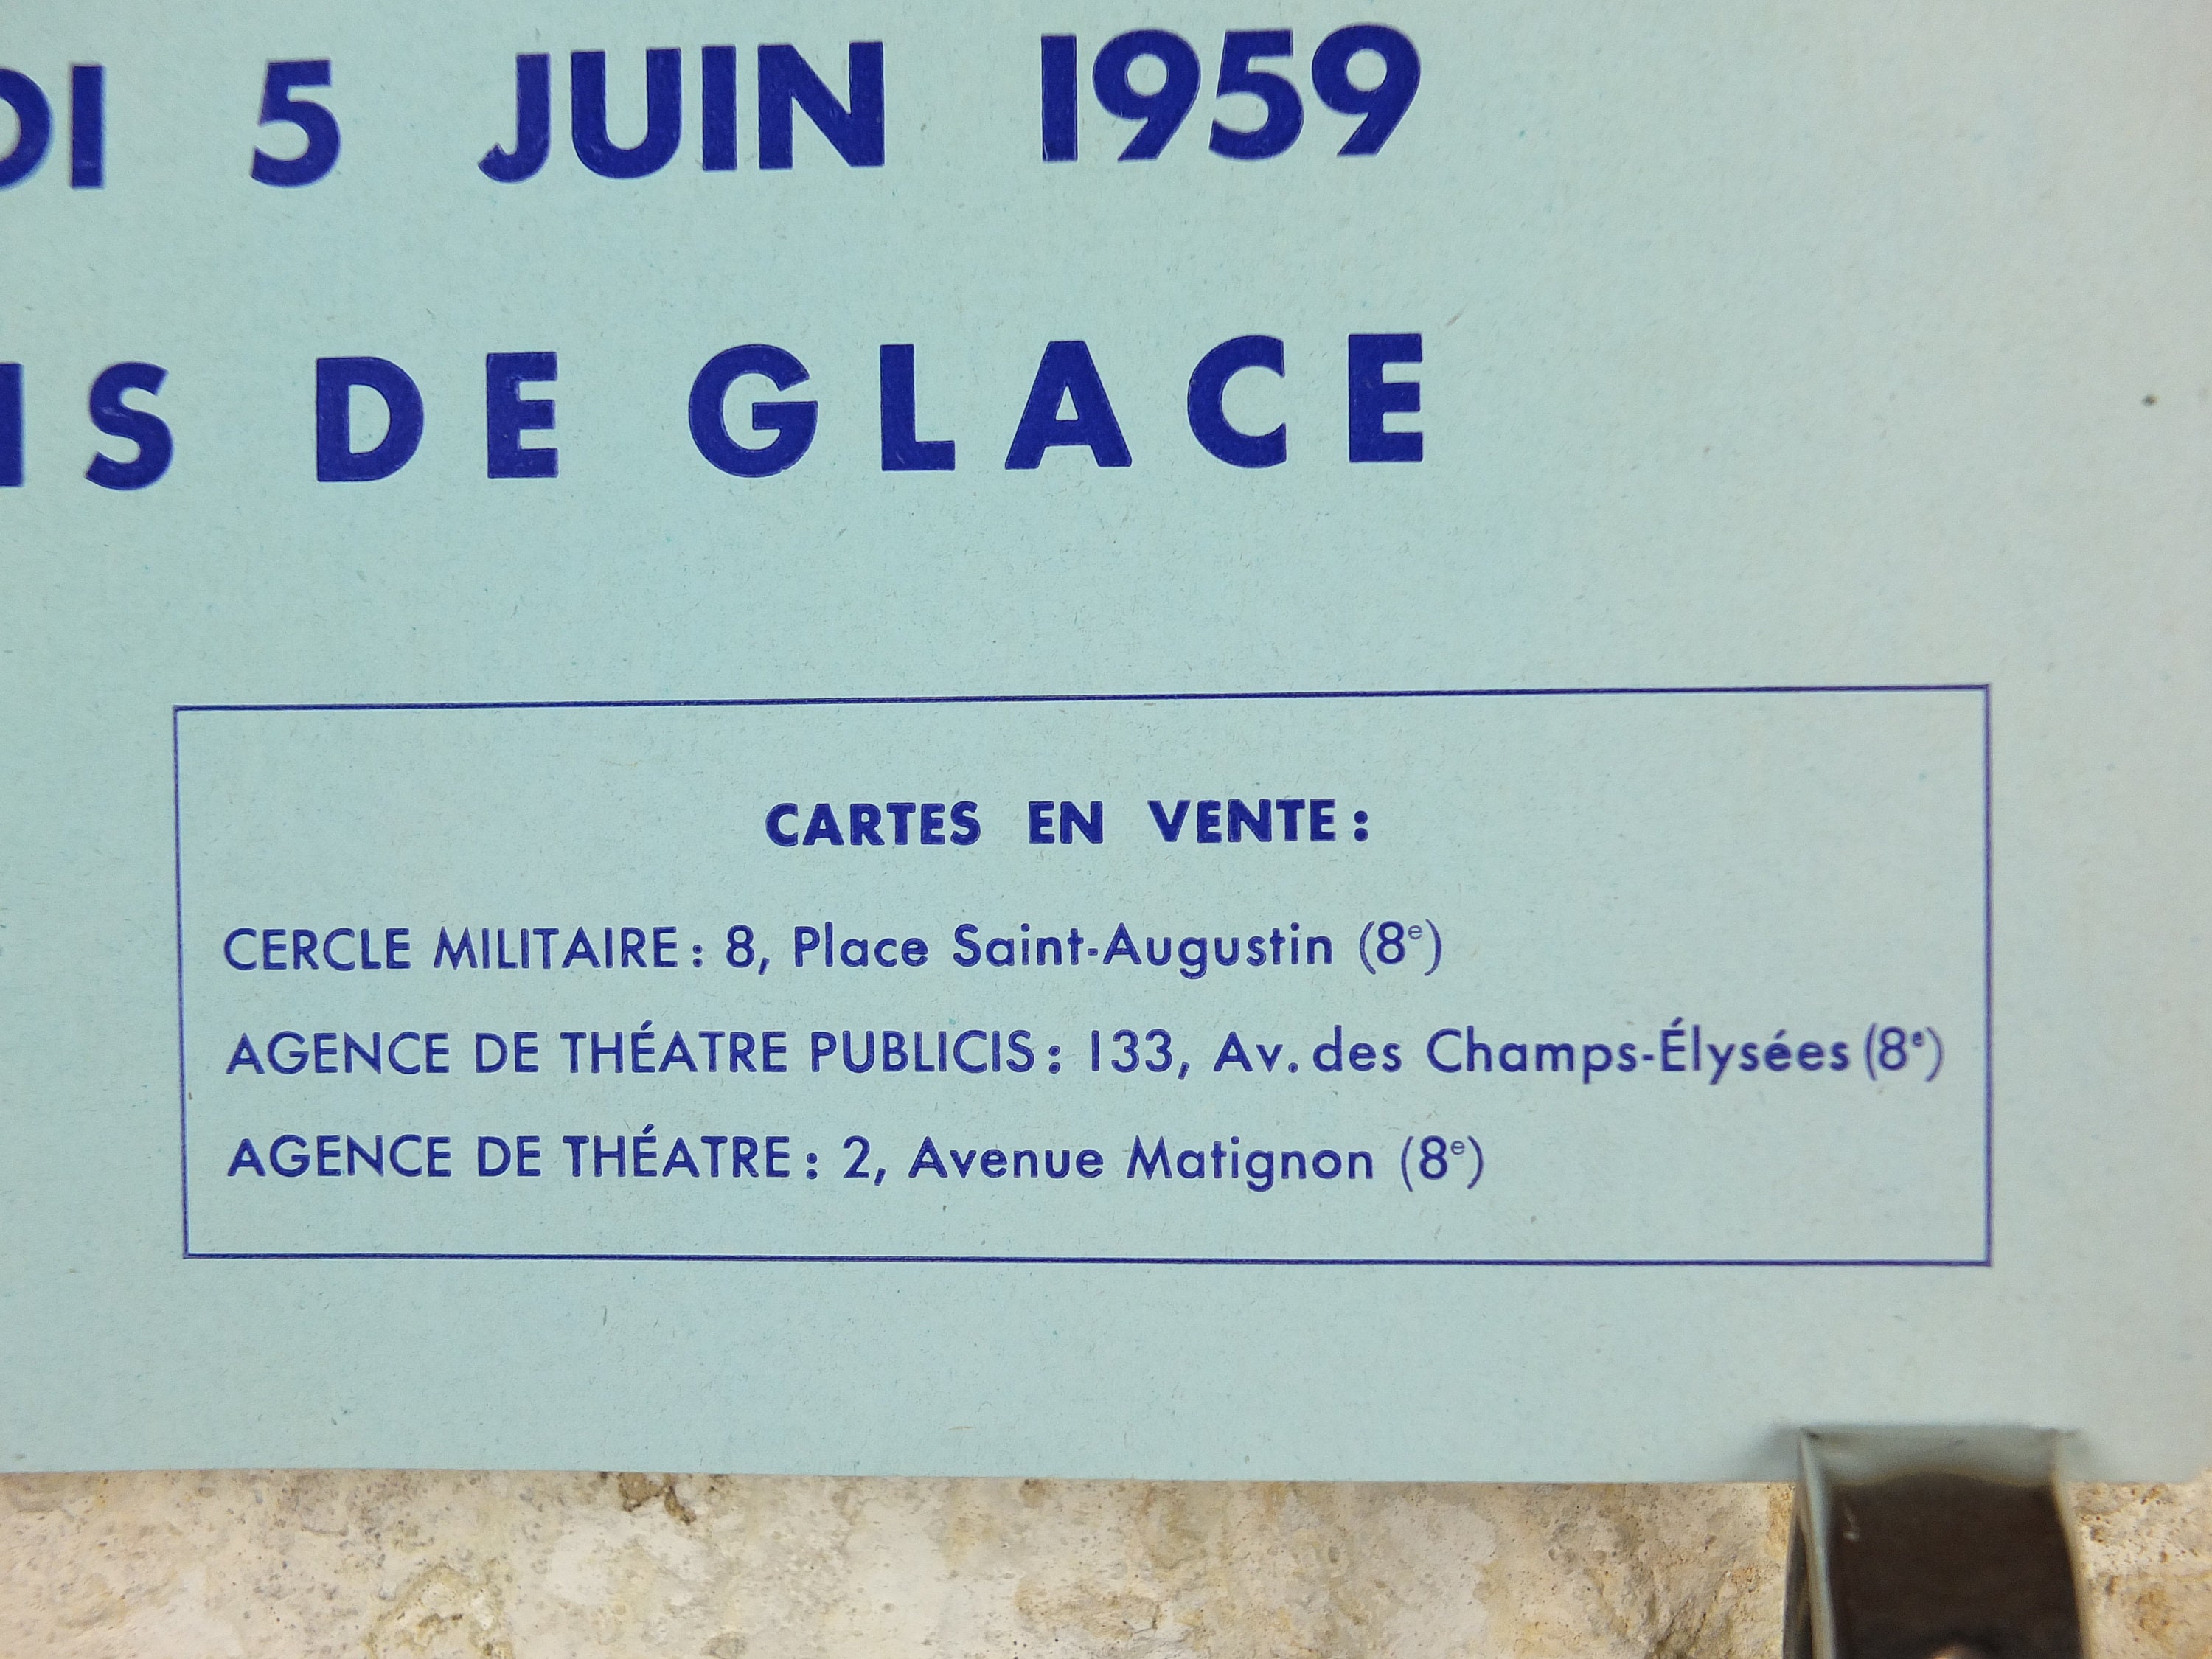 DI 5 JUIN 1959
IS DE GLACE
CARTES EN VENTE :
CERCLE MILITAIRE : 8, Place Saint-Augustin (8e)
AGENCE DE THÉATRE PUBLICIS : 133, Av. des Champs-Élysées (8e)
AGENCE DE THÉATRE : 2, Avenue Matignon (8e)